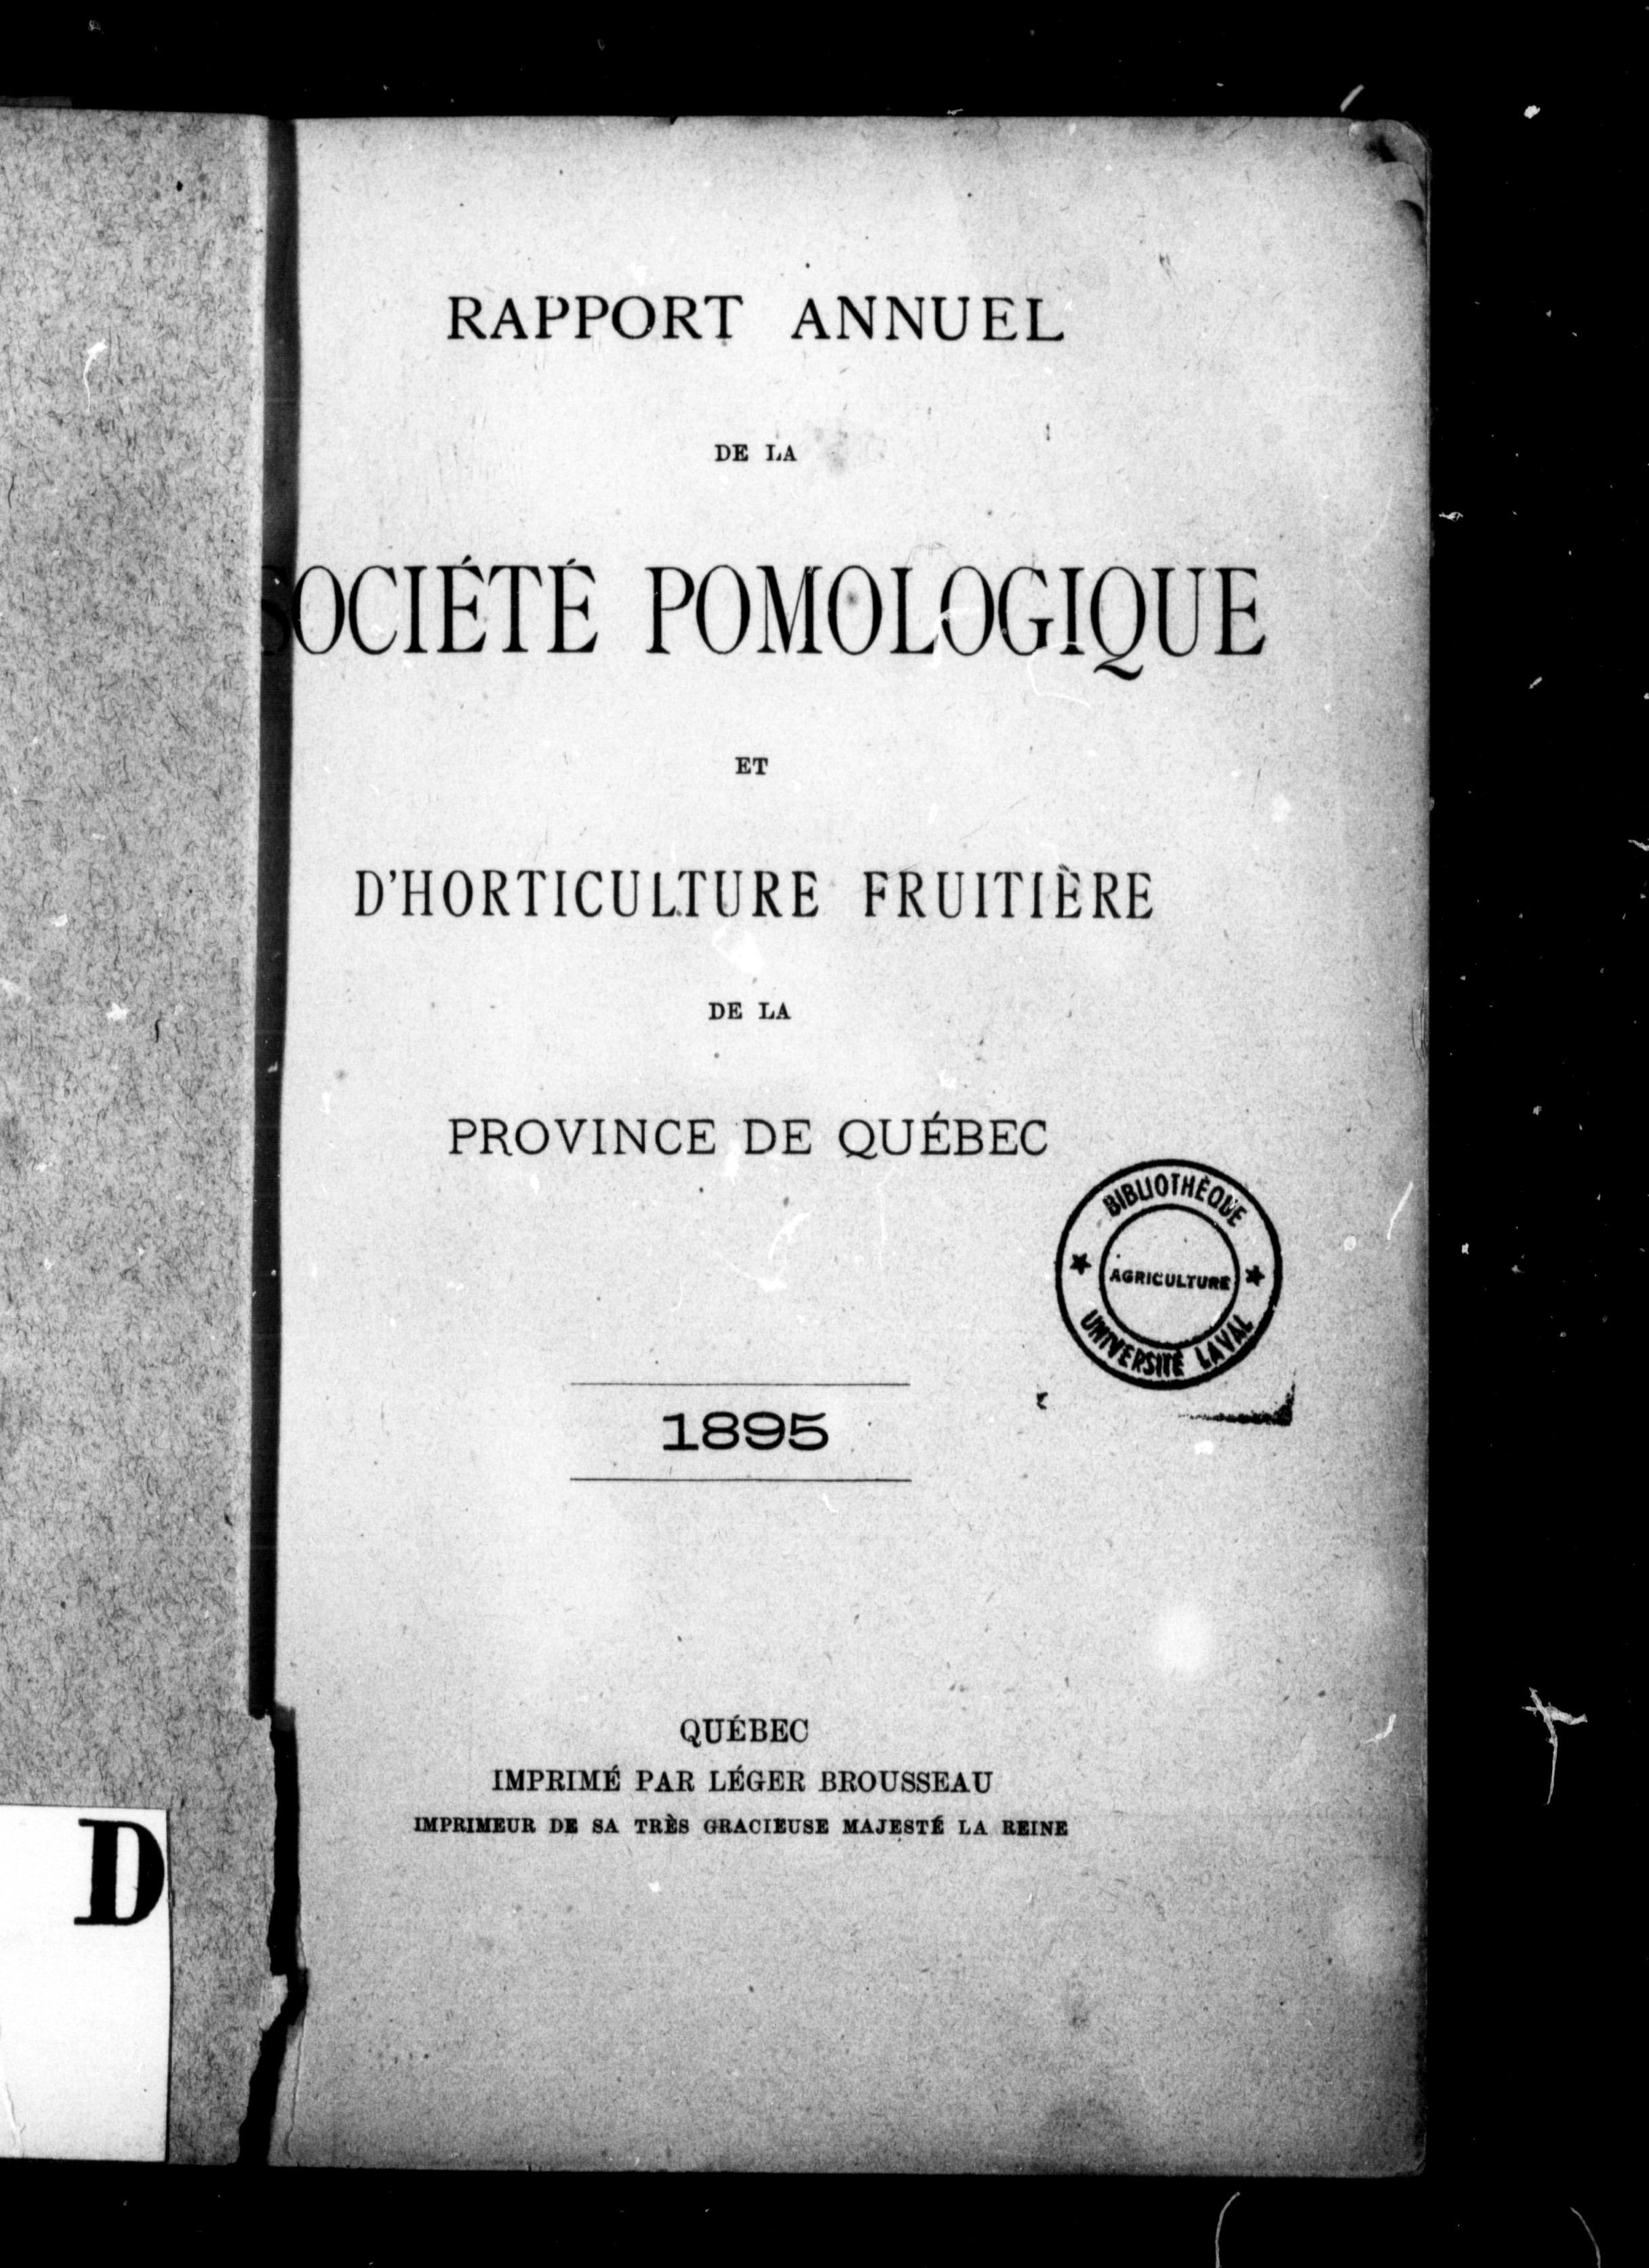 RAPPORT ANNUEL
DE LA
SOCIÉTÉ POMOLOGIQUE
ET
D'HORTICULTURE FRUITIÈRE
DE LA
PROVINCE DE QUÉBEC
BIBLIOTHÈQUE
AGRICULTURE
UNIVERSITÉ LAVAL
1895
QUÉBEC
IMPRIMÉ PAR LÉGER BROUSSEAU
IMPRIMEUR DE SA TRÈS GRACIEUSE MAJESTÉ LA REINE
D